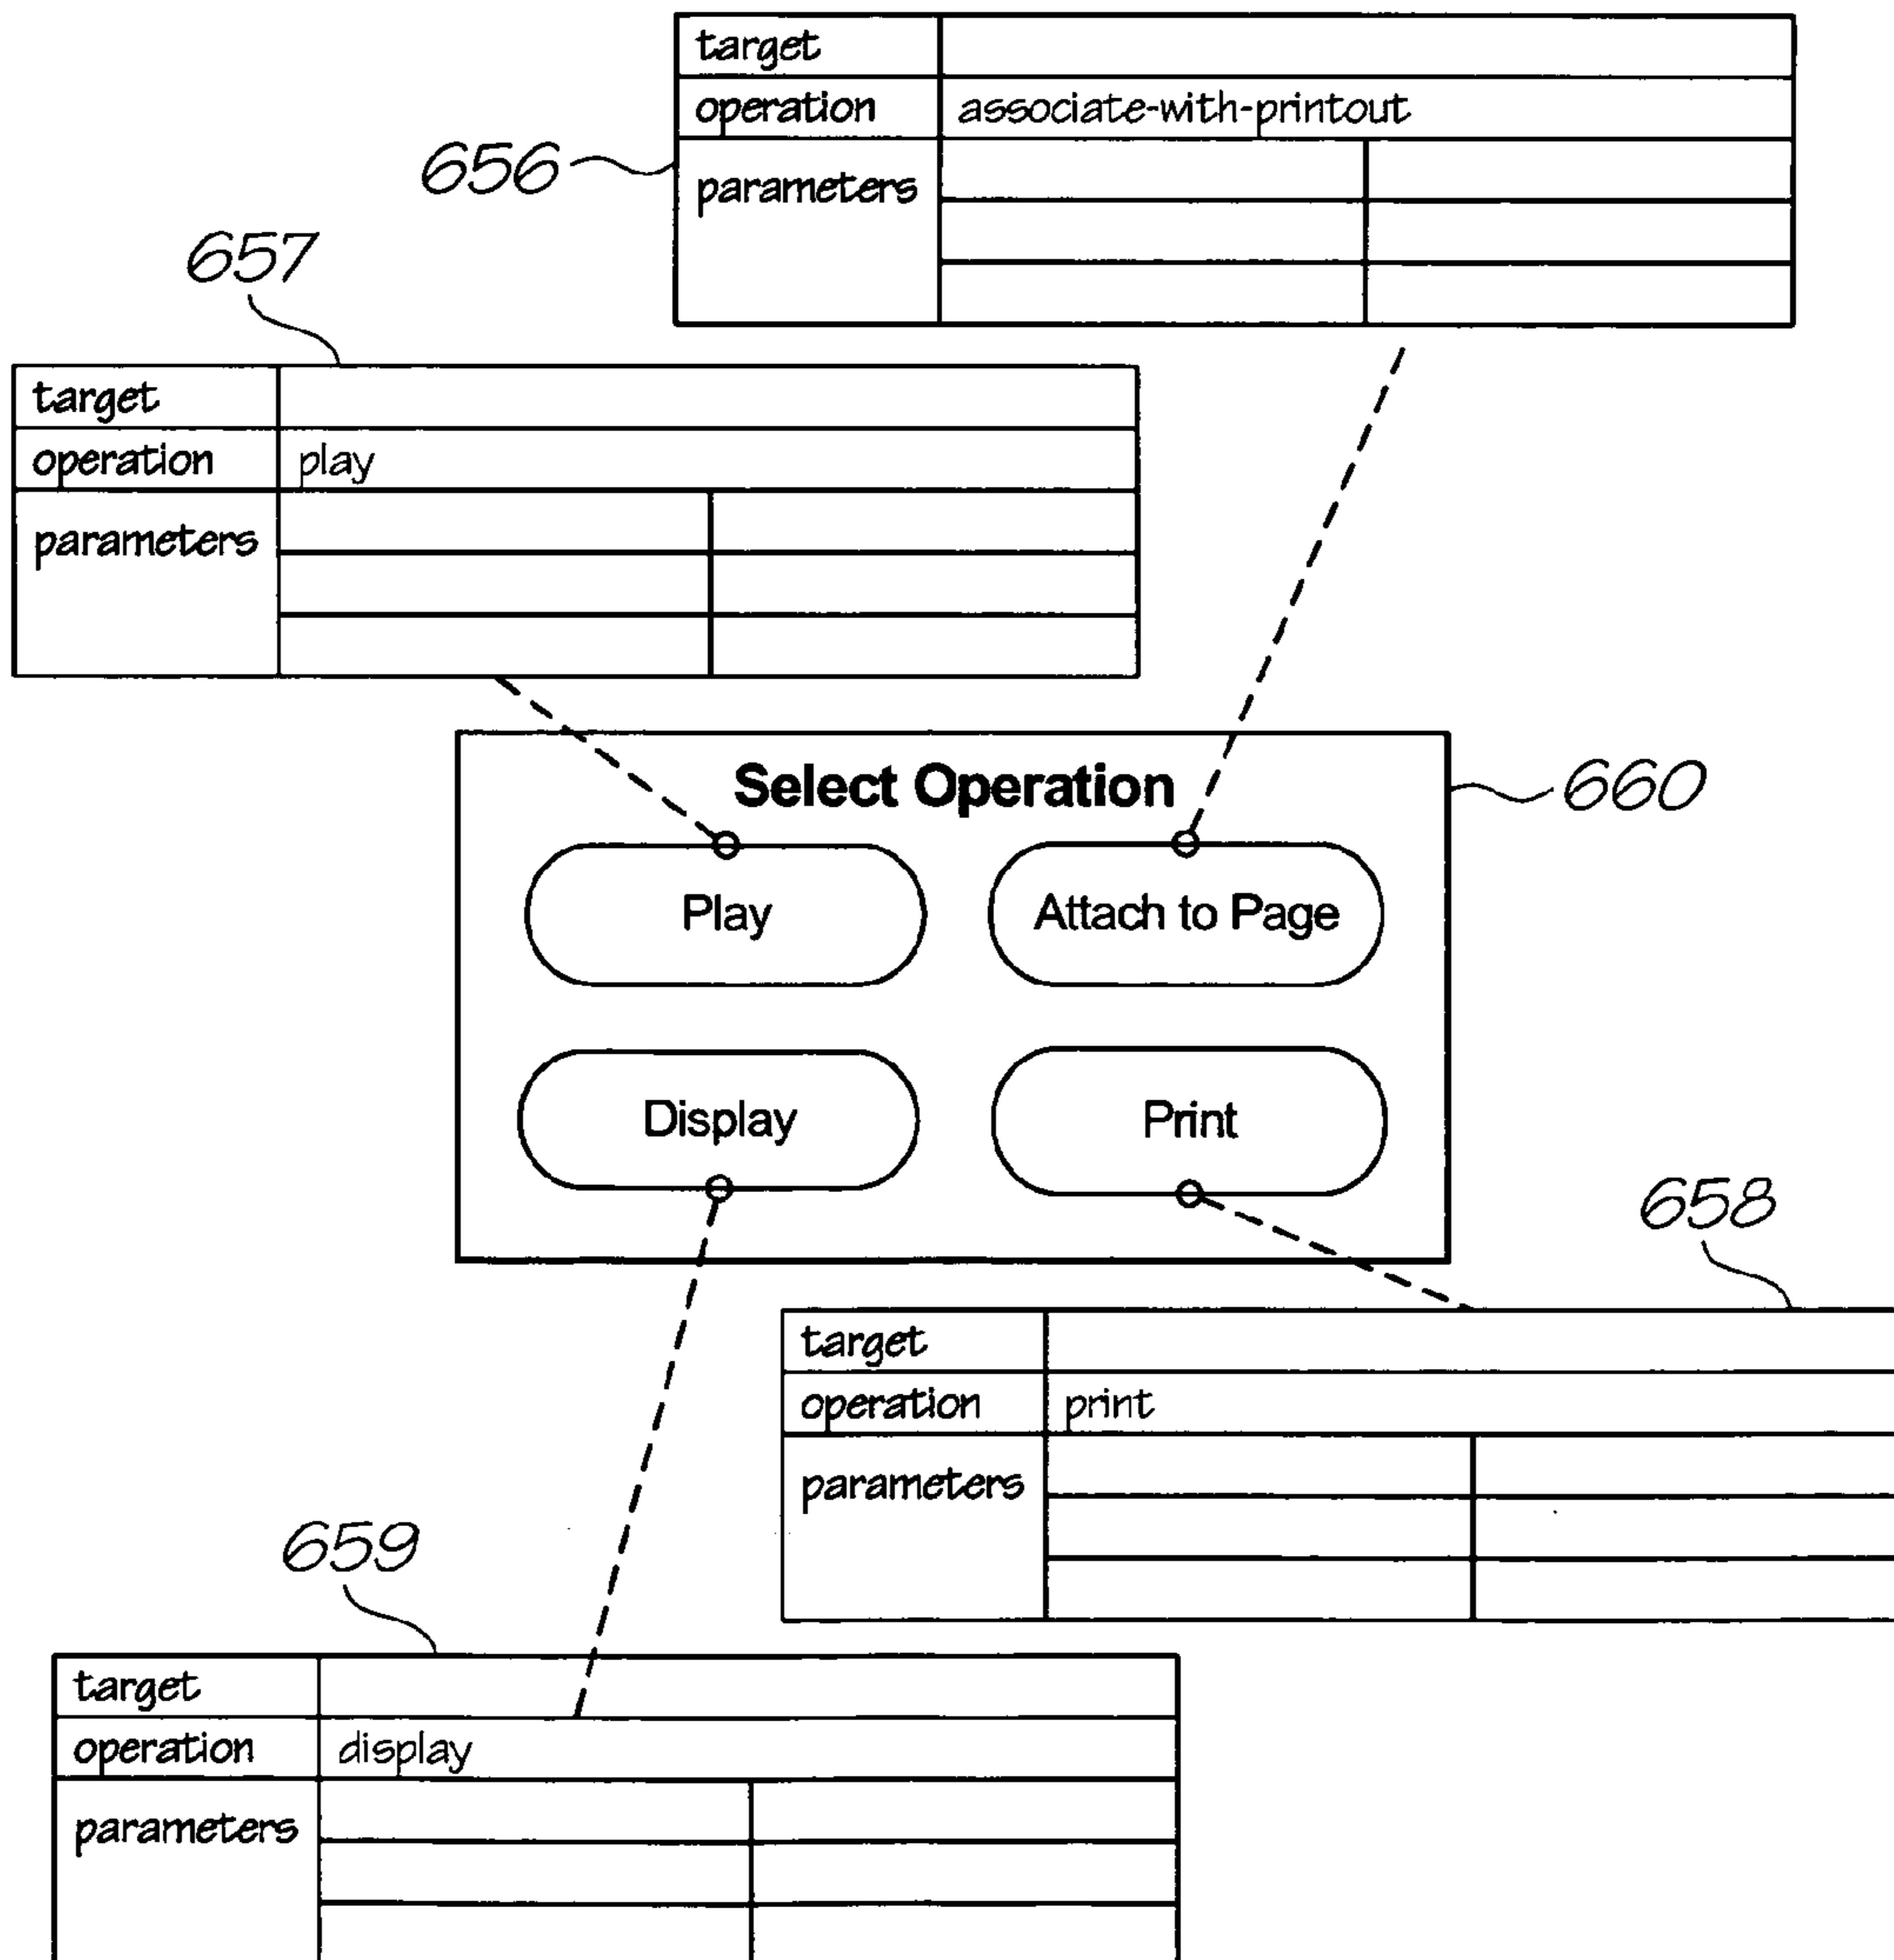 target
operation associate-with-printout
656
parameters
657
target
operation play
parameters
Select Operation
660
Play Attach to Page
Display Print
658
target
operation print
parameters
659
target
operation display
parameters